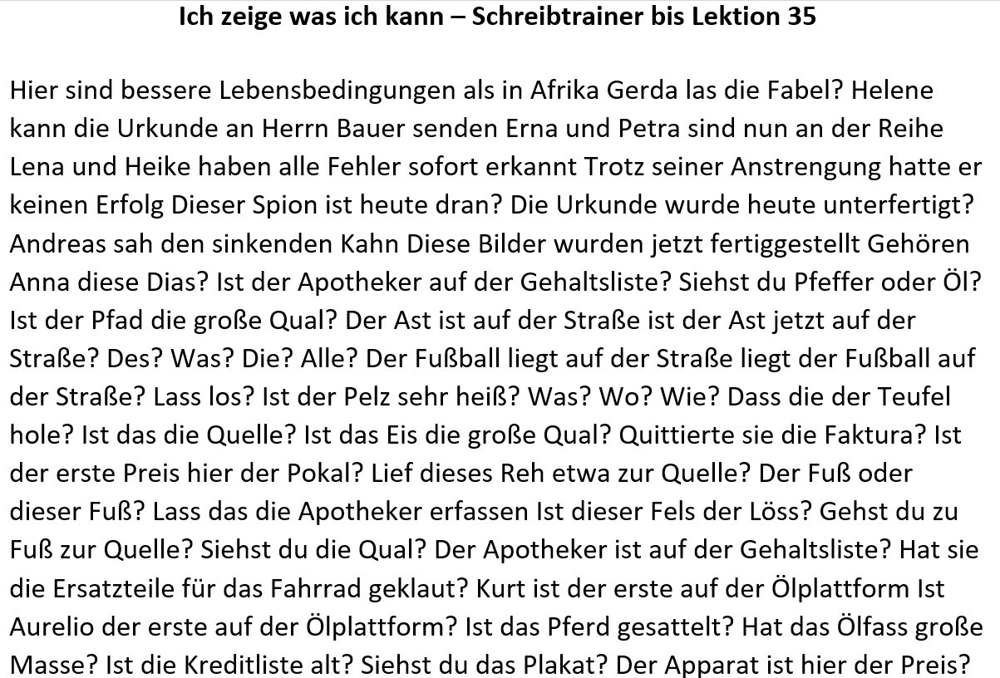 Ich zeige was ich kann – Schreibtrainer bis Lektion 35
Hier sind bessere Lebensbedingungen als in Afrika Gerda las die Fabel? Helene
kann die Urkunde an Herrn Bauer senden Erna und Petra sind nun an der Reihe
Lena und Heike haben alle Fehler sofort erkannt Trotz seiner Anstrengung hatte er
keinen Erfolg Dieser Spion ist heute dran? Die Urkunde wurde heute unterfertigt?
Andreas sah den sinkenden Kahn Diese Bilder wurden jetzt fertiggestellt Gehören
Anna diese Dias? Ist der Apotheker auf der Gehaltsliste? Siehst du Pfeffer oder Öl?
Ist der Pfad die große Qual? Der Ast ist auf der Straße ist der Ast jetzt auf der
Straße? Des? Was? Die? Alle? Der Fußball liegt auf der Straße liegt der Fußball auf
der Straße? Lass los? Ist der Pelz sehr heiß? Was? Wo? Wie? Dass die der Teufel
hole? Ist das die Quelle? Ist das Eis die große Qual? Quittierte sie die Faktura? Ist
der erste Preis hier der Pokal? Lief dieses Reh etwa zur Quelle? Der Fuß oder
dieser Fuß? Lass das die Apotheker erfassen Ist dieser Fels der Löss? Gehst du zu
Fuß zur Quelle? Siehst du die Qual? Der Apotheker ist auf der Gehaltsliste? Hat sie
die Ersatzteile für das Fahrrad geklaut? Kurt ist der erste auf der Ölplattform Ist
Aurelio der erste auf der Ölplattform? Ist das Pferd gesattelt? Hat das Ölfass große
Masse? Ist die Kreditliste alt? Siehst du das Plakat? Der Apparat ist hier der Preis?